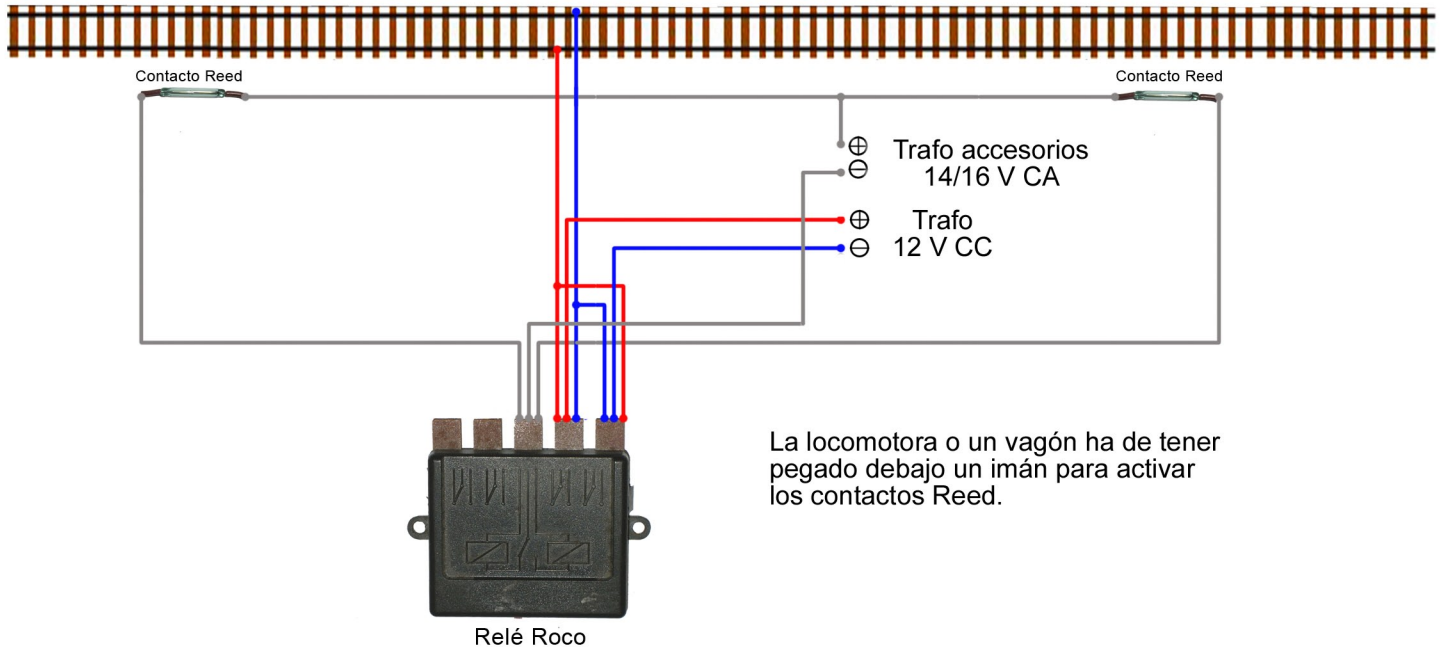 Contacto Reed
Contacto Reed
Trafo accesorios
14/16 V CA
Trafo
12 V CC
La locomotora o un vagón ha de tener
pegado debajo un imán para activar
los contactos Reed.
Relé Roco